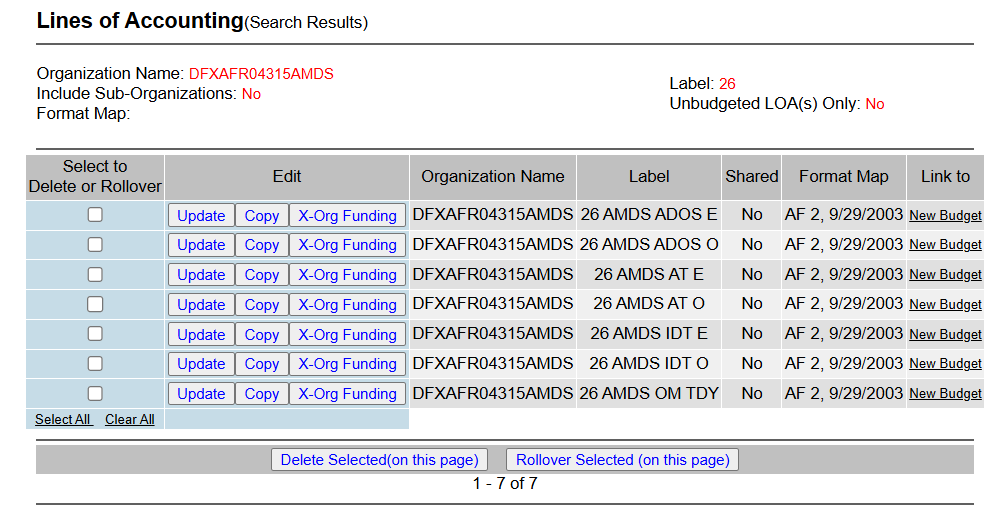 Lines of Accounting(Search Results)
Organization Name: DFXAFR04315AMDS
Include Sub-Organizations: No
Format Map:
Label: 26
Unbudgeted LOA(s) Only: No
Select to
Delete or Rollover
Edit
Organization Name
Label
Shared
Format Map
Link to
Update Copy X-Org Funding DFXAFR04315AMDS 26 AMDS ADOS E No AF 2, 9/29/2003 New Budget
Update Copy X-Org Funding DFXAFR04315AMDS 26 AMDS ADOS O No AF 2, 9/29/2003 New Budget
Update Copy X-Org Funding DFXAFR04315AMDS 26 AMDS AT E No AF 2, 9/29/2003 New Budget
Update Copy X-Org Funding DFXAFR04315AMDS 26 AMDS AT O No AF 2, 9/29/2003 New Budget
Update Copy X-Org Funding DFXAFR04315AMDS 26 AMDS IDT E No AF 2, 9/29/2003 New Budget
Update Copy X-Org Funding DFXAFR04315AMDS 26 AMDS IDT O No AF 2, 9/29/2003 New Budget
Update Copy X-Org Funding DFXAFR04315AMDS 26 AMDS OM TDY No AF 2, 9/29/2003 New Budget
Select All Clear All
Delete Selected(on this page) Rollover Selected (on this page)
1 - 7 of 7